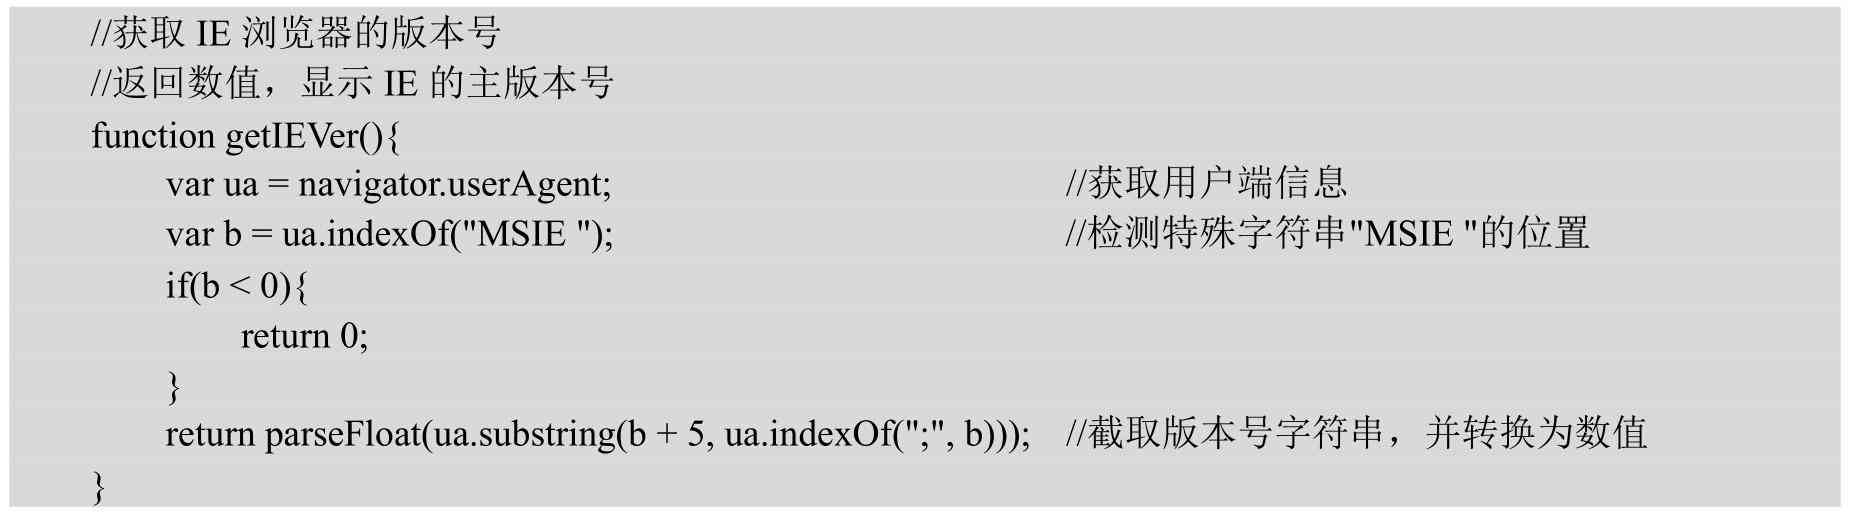 //获取 IE 浏览器的版本号
//返回数值，显示 IE 的主版本号
function getIEVer(){
    var ua = navigator.userAgent; //获取用户端信息
    var b = ua.indexOf("MSIE "); //检测特殊字符串"MSIE "的位置
    if(b < 0){
        return 0;
    }
    return parseFloat(ua.substring(b + 5, ua.indexOf(";", b))); //截取版本号字符串，并转换为数值
}